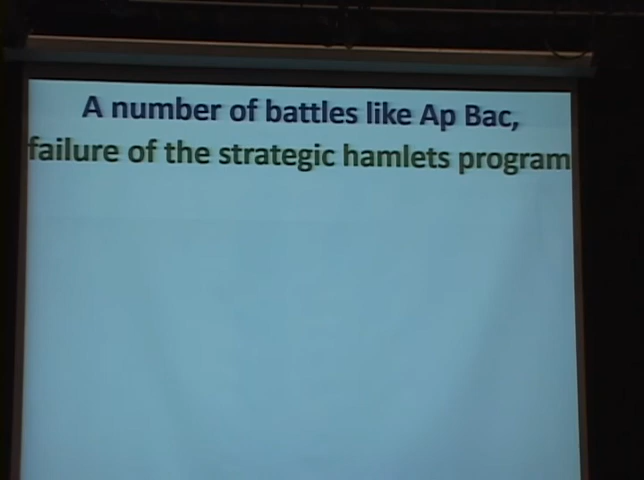 A number of battles like Ap Bac,
failure of the strategic hamlets program